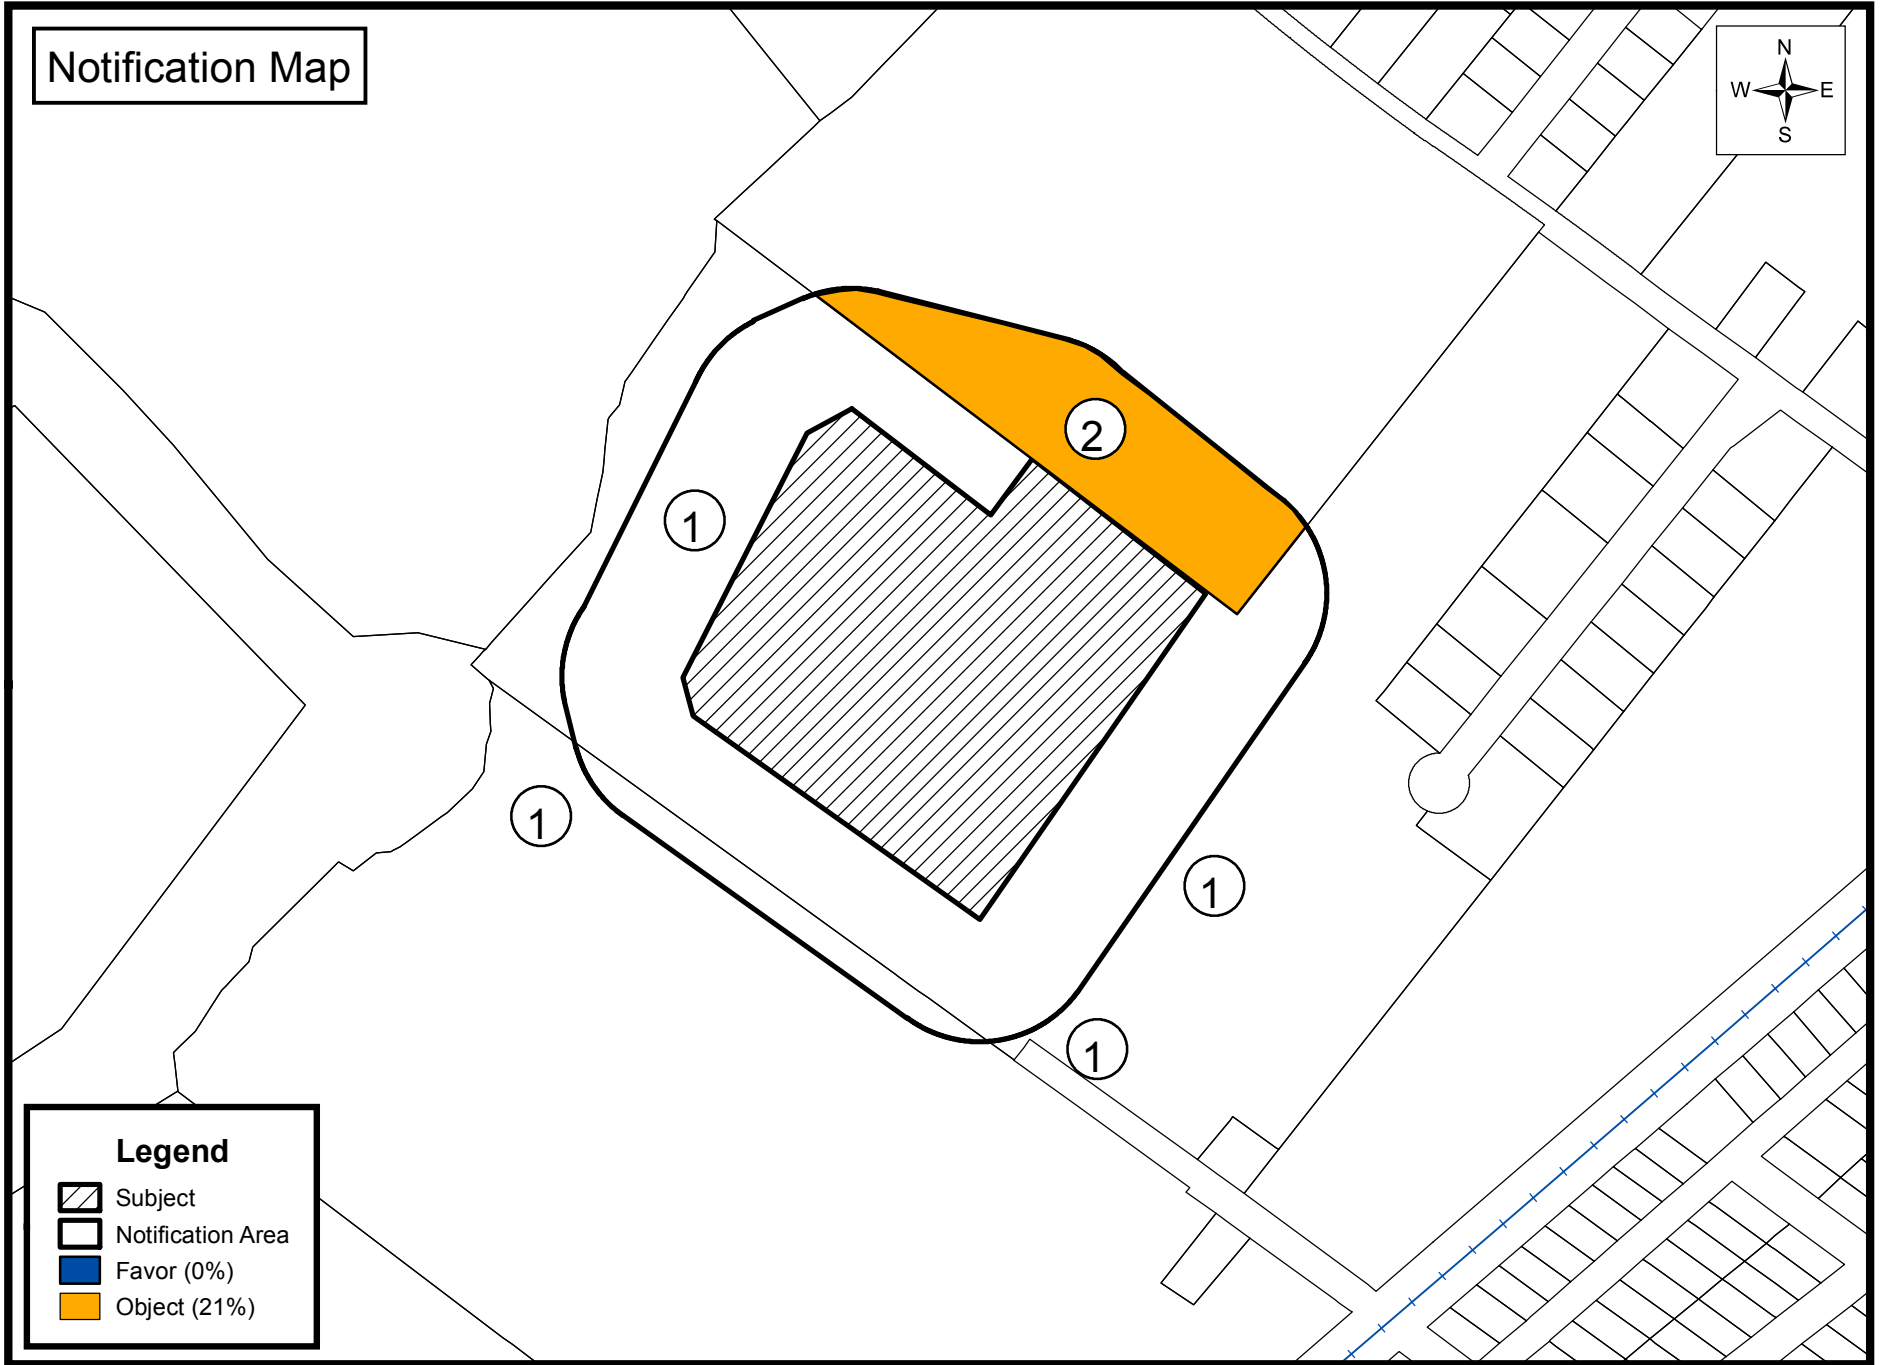 Notification Map
N
W E
S
2
1
1
1
1
Legend
Subject
Notification Area
Favor (0%)
Object (21%)